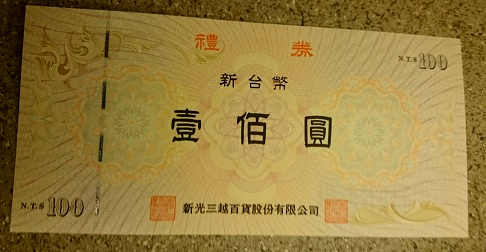 禮券
N.T.$100
新台幣
壹佰圓
N.T.$100
新光三越百貨股份有限公司